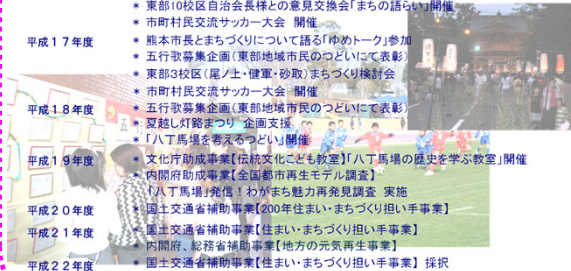 * 東部10校区自治会長様との意見交換会「まちの語らい」開催
* 市町村民交流サッカー大会 開催
平成17年度 * 熊本市長とまちづくりについて語る「ゆめトーク」参加
* 五行歌募集企画（東部地域市民のつどいにて表彰）
* 東部３校区（尾ノ上・健軍・砂取）まちづくり検討会
* 市町村民交流サッカー大会 開催
平成１８年度 * 五行歌募集企画（東部地域市民のつどいにて表彰）
* 夏越し灯路まつり 企画支援
* 「八丁馬場を考えるつどい」開催
平成１９年度 * 文化庁助成事業【伝統文化こども教室】「八丁馬場の歴史を学ぶ教室」開催
* 内閣府助成事業【全国都市再生モデル調査】
「八丁馬場」発信！わがまち魅力再発見調査 実施
平成２０年度 * 国土交通省補助事業【200年住まい・まちづくり担い手事業】
平成２１年度 * 国土交通省補助事業【住まい・まちづくり担い手事業】
* 内閣府、総務省補助事業【地方の元気再生事業】
平成２２年度 * 国土交通省補助事業【住まい・まちづくり担い手事業】 採択